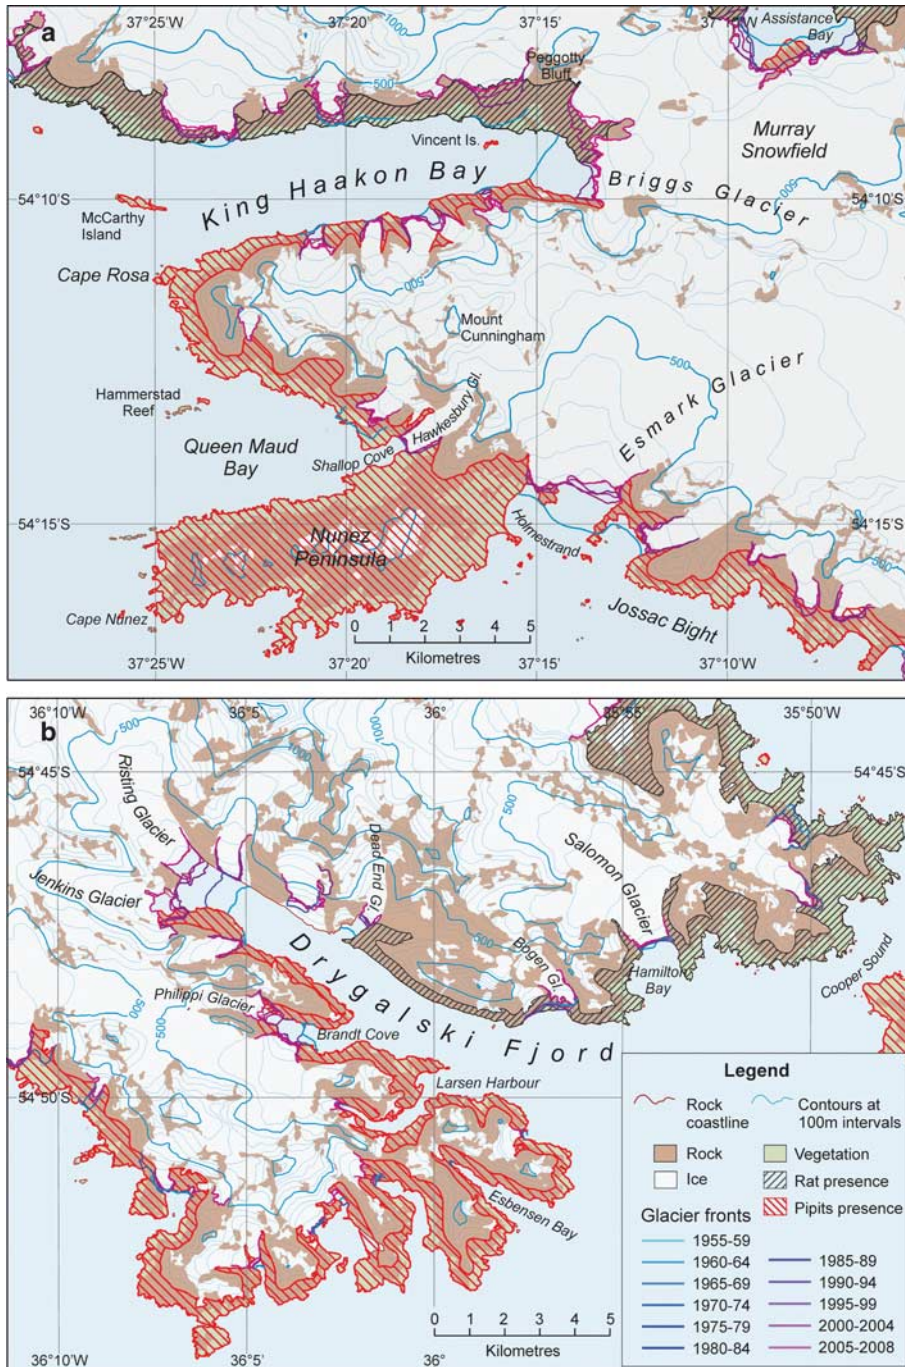 37°25'W
37°20'W
37°15'W
37°10'W
a
1000
500
Assistance
Bay
Peggotty
Bluff
Vincent Is.
Murray
Snowfield
King Haakon Bay
Briggs Glacier
500
54°10'S
54°10'S
McCarthy
Island
Cape Rosa
500
Mount
Cunningham
500
Esmark Glacier
Hammerstad
Reef
Hawkesbury Gl.
Queen Maud
Bay
Shallop Cove
54°15'S
54°15'S
Nunez
Peninsula
Holmestrand
500
Cape Nunez
Jossac Bight
0 1 2 3 4 5
Kilometres
37°25'W
37°20'W
37°15'W
37°10'W
36°10'W
36°5'
36°
35°55'
35°50'W
b
500
1000
1000
54°45'S
54°45'S
500
Risting Glacier
Dead End Gl.
Salomon Glacier
Jenkins Glacier
500
Bogen Gl.
Hamilton
Bay
Cooper Sound
Drygalski Fjord
Philippi Glacier
500
500
Brandt Cove
Larsen Harbour
54°50'S
Esbensen Bay
Legend
Rock
coastline
Contours at
100m intervals
Rock
Vegetation
Ice
Rat presence
Pipits presence
Glacier fronts
1955-59
1960-64
1965-69
1970-74
1975-79
1980-84
1985-89
1990-94
1995-99
2000-2004
2005-2008
0 1 2 3 4 5
Kilometres
36°10'W
36°5'
36°